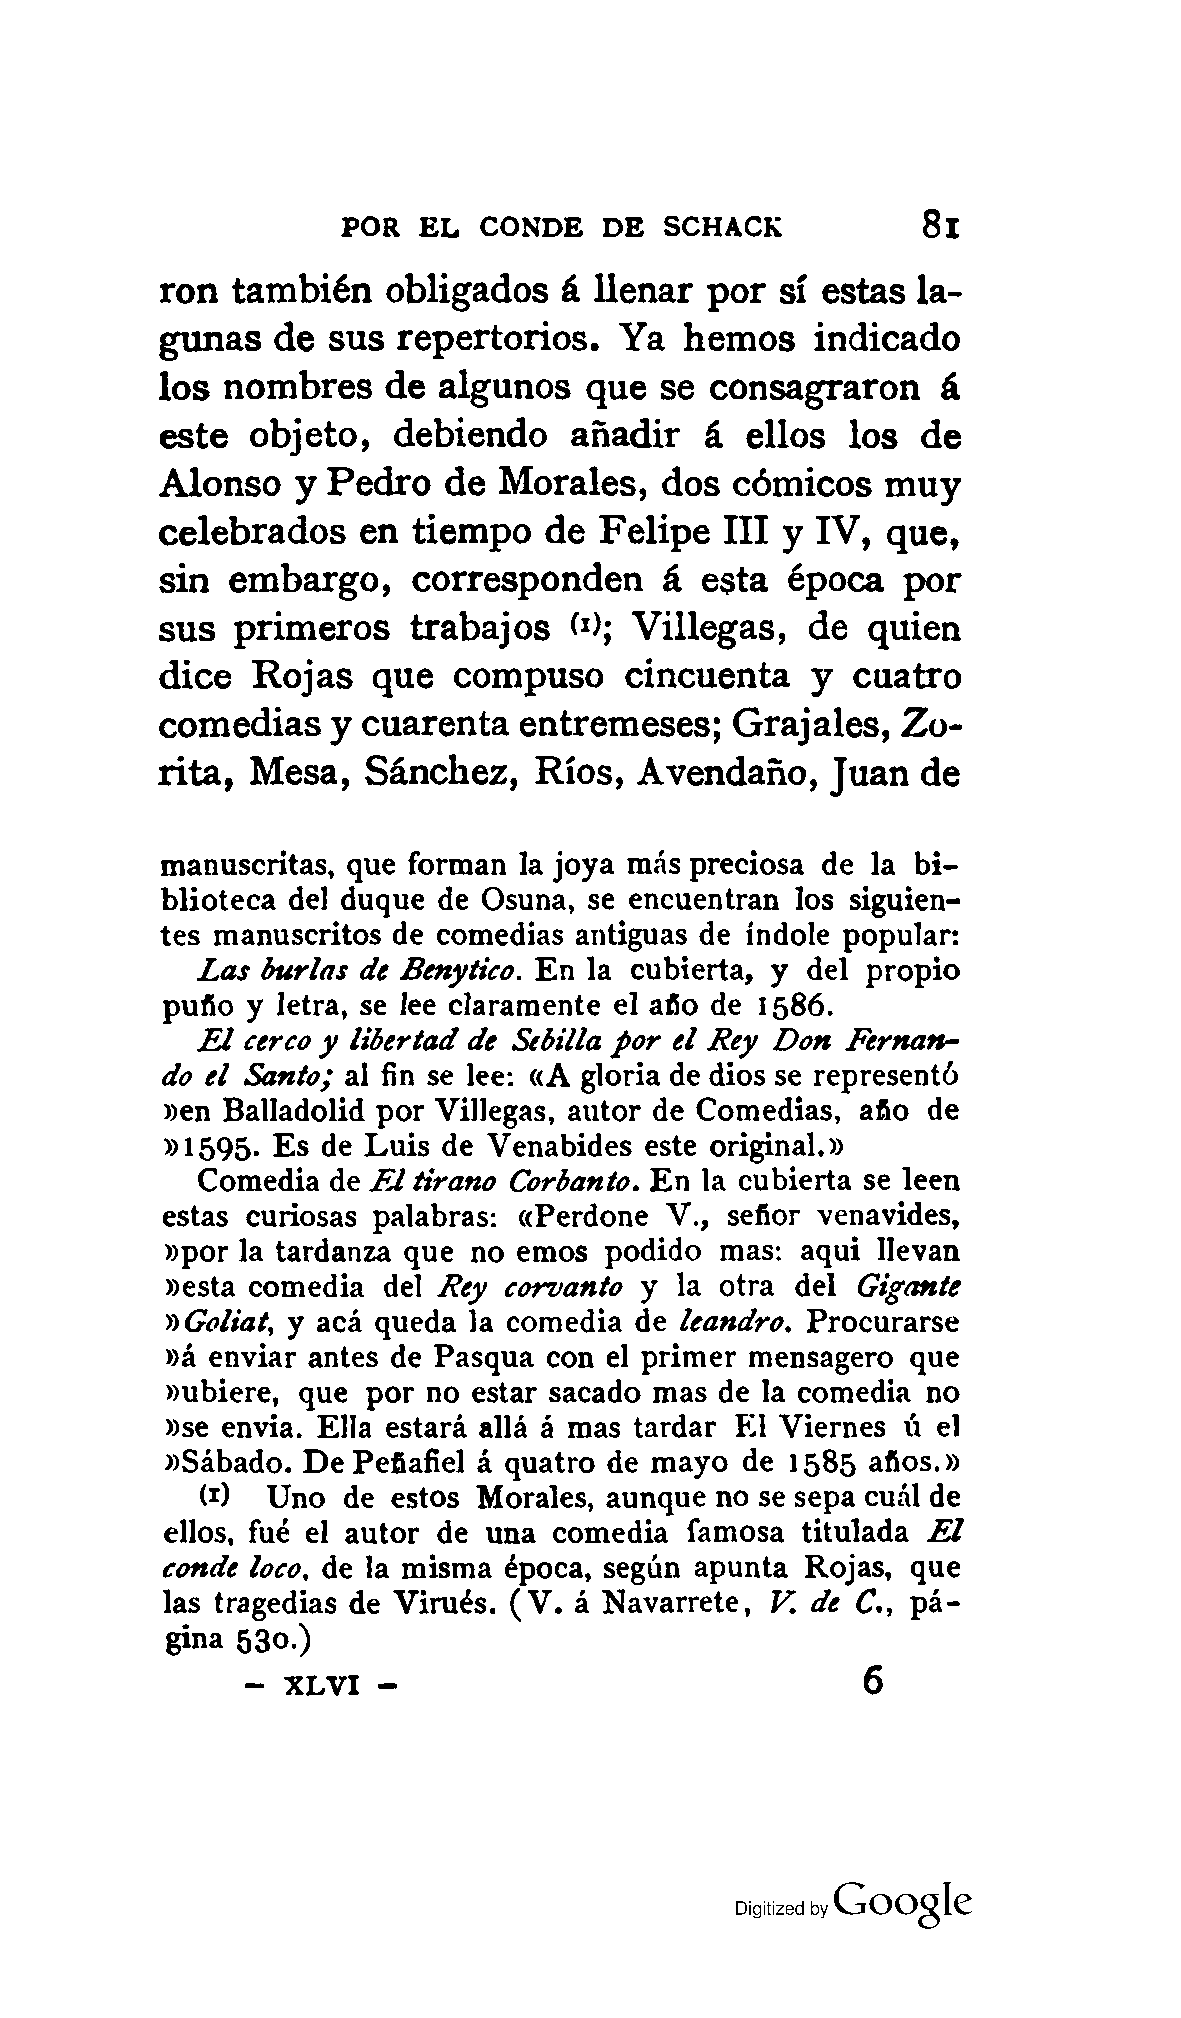 POR EL CONDE DE SCHACK 81
ron también obligados á llenar por sí estas la-
gunas de sus repertorios. Ya hemos indicado
los nombres de algunos que se consagraron á
este objeto, debiendo añadir á ellos los de
Alonso y Pedro de Morales, dos cómicos muy
celebrados en tiempo de Felipe III y IV, que,
sin embargo, corresponden á esta época por
sus primeros trabajos (1); Villegas, de quien
dice Rojas que compuso cincuenta y cuatro
comedias y cuarenta entremeses; Grajales, Zo-
rita, Mesa, Sánchez, Ríos, Avendaño, Juan de
manuscritas, que forman la joya más preciosa de la bi-
blioteca del duque de Osuna, se encuentran los siguien-
tes manuscritos de comedias antiguas de índole popular:
Las burlas de Benytico. En la cubierta, y del propio
puño y letra, se lee claramente el año de 1586.
El cerco y libertad de Sebilla por el Rey Don Fernan-
do el Santo; al fin se lee: «A gloria de dios se representó
»en Balladolid por Villegas, autor de Comedias, año de
»1595. Es de Luis de Venabides este original.»
Comedia de El tirano Corbanto. En la cubierta se leen
estas curiosas palabras: «Perdone V., señor venavides,
»por la tardanza que no emos podido mas: aqui llevan
»esta comedia del Rey corvanto y la otra del Gigante
»Goliat, y acá queda la comedia de leandro. Procurarse
»á enviar antes de Pasqua con el primer mensagero que
»ubiere, que por no estar sacado mas de la comedia no
»se envia. Ella estará allá á mas tardar El Viernes ú el
»Sábado. De Peñafiel á quatro de mayo de 1585 años.»
(1) Uno de estos Morales, aunque no se sepa cuál de
ellos, fué el autor de una comedia famosa titulada El
conde loco, de la misma época, según apunta Rojas, que
las tragedias de Virués. (V. á Navarrete, V. de C., pá-
gina 530.)
- XLVI - 6
Digitized by Google